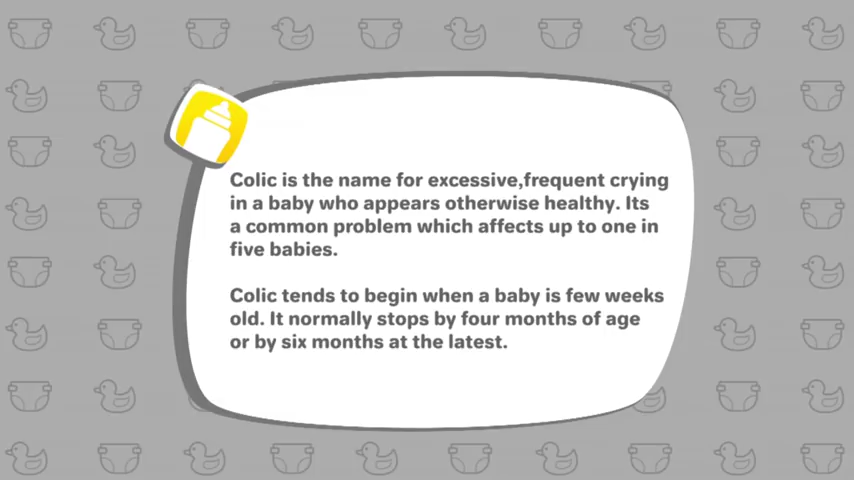 Colic is the name for excessive,frequent crying
in a baby who appears otherwise healthy. Its
a common problem which affects up to one in
five babies.
Colic tends to begin when a baby is few weeks
old. It normally stops by four months of age
or by six months at the latest.